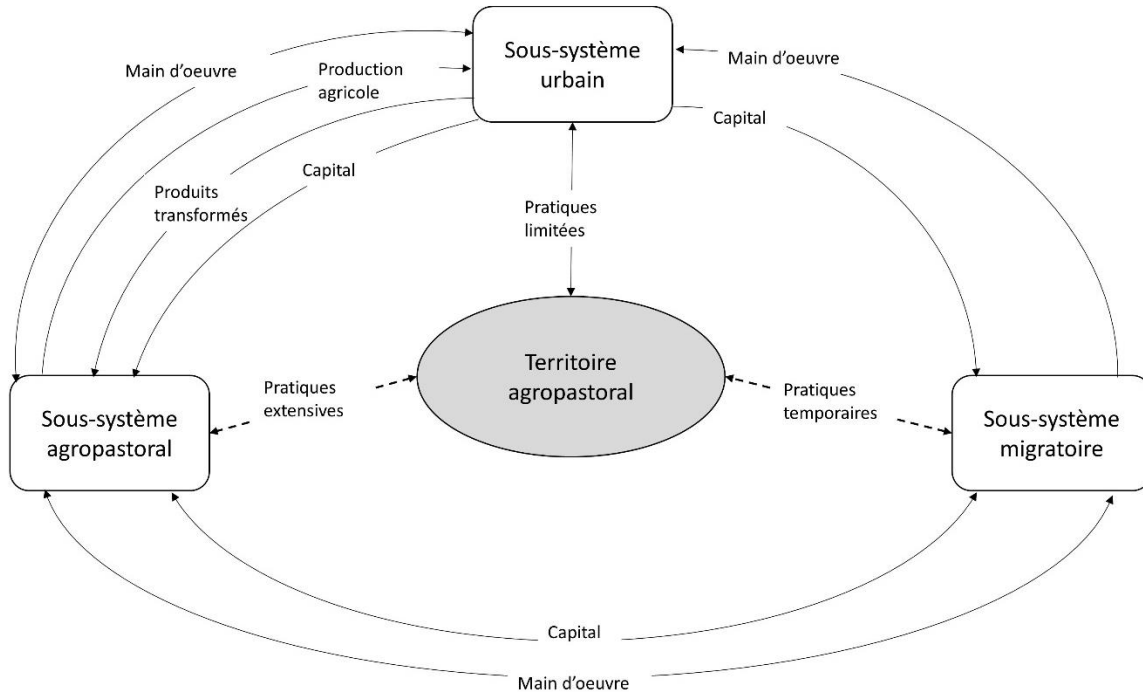 Sous-système
urbain
Main d'oeuvre
Production
agricole
Main d'oeuvre
Capital
Capital
Produits
transformés
Pratiques
limitées
Territoire
agropastoral
Pratiques
extensives
Pratiques
temporaires
Sous-système
agropastoral
Sous-système
migratoire
Capital
Main d'oeuvre